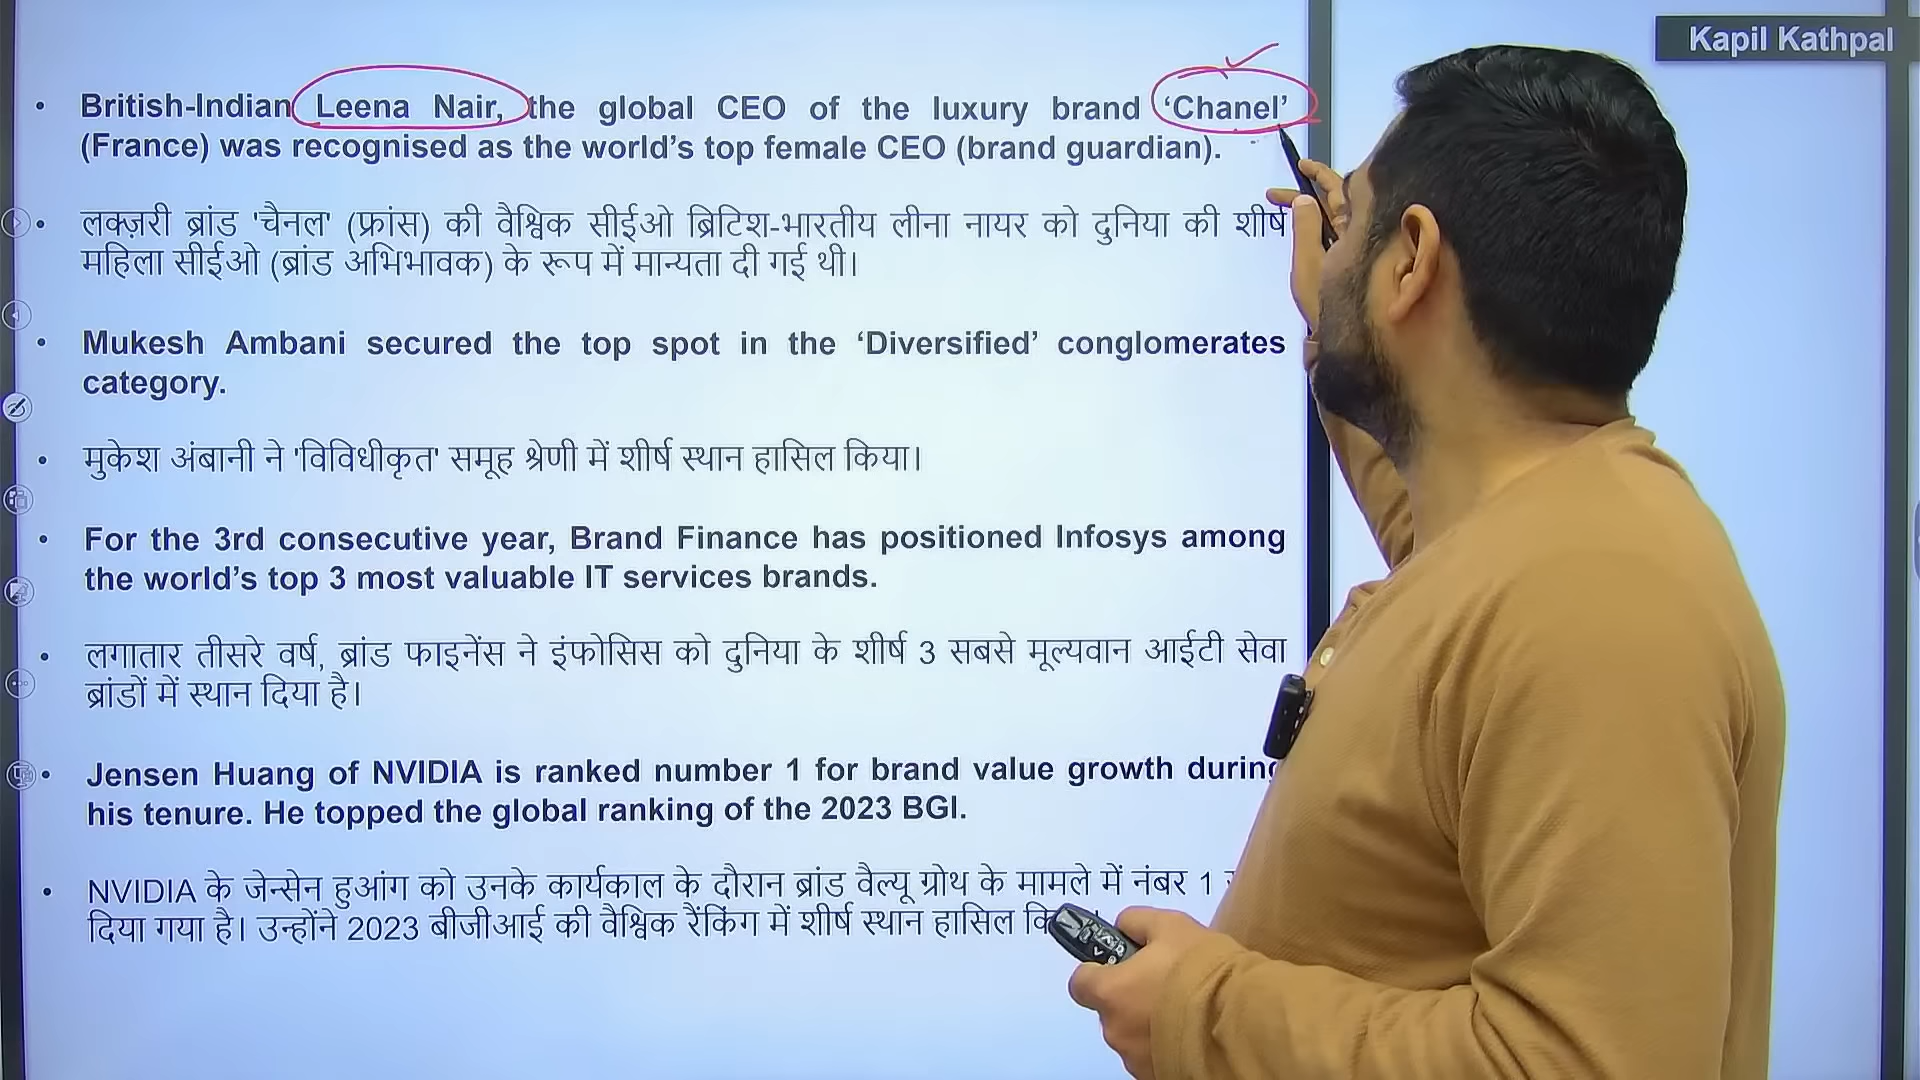 Kapil Kathpal
• British-Indian Leena Nair, the global CEO of the luxury brand ‘Chanel’
(France) was recognised as the world’s top female CEO (brand guardian).
• लक्ज़री ब्रांड 'चैनल' (फ्रांस) की वैश्विक सीईओ ब्रिटिश-भारतीय लीना नायर को दुनिया की शीर्ष
महिला सीईओ (ब्रांड अभिभावक) के रूप में मान्यता दी गई थी।
• Mukesh Ambani secured the top spot in the ‘Diversified’ conglomerates
category.
• मुकेश अंबानी ने 'विविधीकृत' समूह श्रेणी में शीर्ष स्थान हासिल किया।
• For the 3rd consecutive year, Brand Finance has positioned Infosys among
the world’s top 3 most valuable IT services brands.
• लगातार तीसरे वर्ष, ब्रांड फाइनेंस ने इंफोसिस को दुनिया के शीर्ष 3 सबसे मूल्यवान आईटी सेवा
ब्रांडों में स्थान दिया है।
• Jensen Huang of NVIDIA is ranked number 1 for brand value growth during
his tenure. He topped the global ranking of the 2023 BGI.
• NVIDIA के जेन्सेन हुआंग को उनके कार्यकाल के दौरान ब्रांड वैल्यू ग्रोथ के मामले में नंबर 1
दिया गया है। उन्होंने 2023 बीजीआई की वैश्विक रैंकिंग में शीर्ष स्थान हासिल